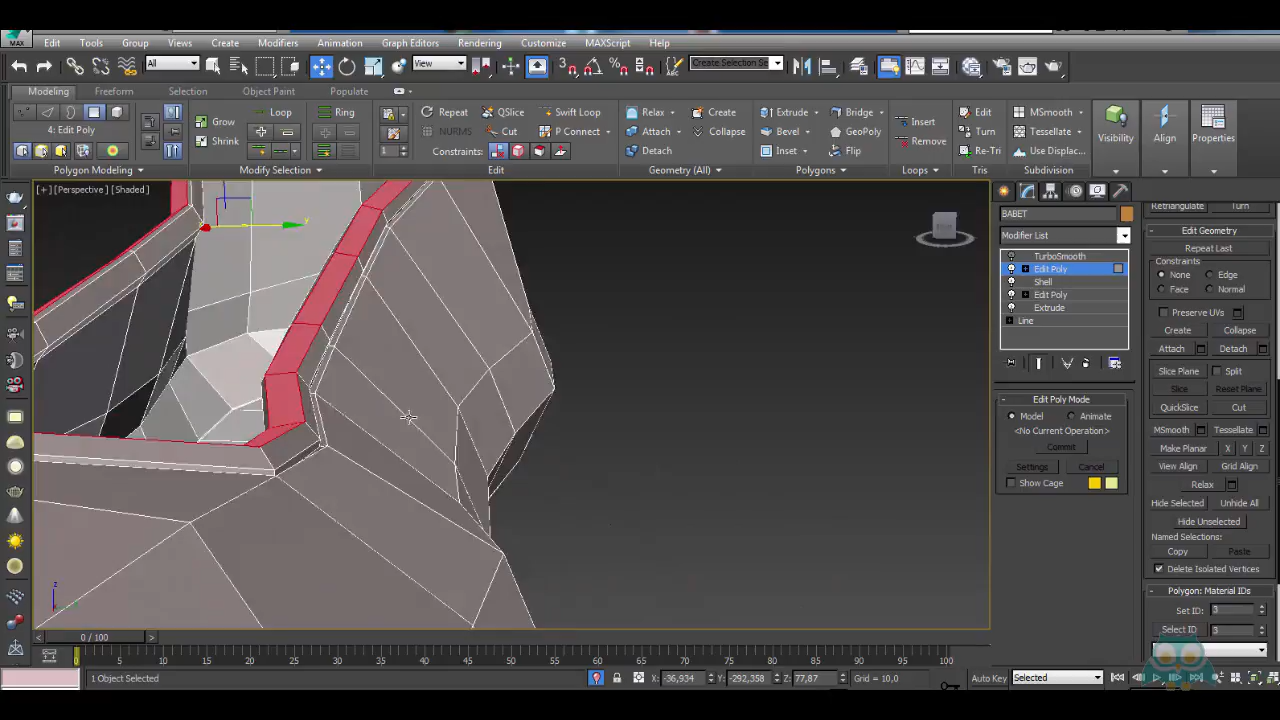 MAX
Edit Tools Group Views Create Modifiers Animation Graph Editors Rendering Customize MAXScript Help
All View 3 Create Selection Se
Modeling Freeform Selection Object Paint Populate
Loop Ring Repeat QSlice Swift Loop Relax Create Extrude Bridge Insert Edit MSmooth
4: Edit Poly Grow NURMS Cut P Connect Attach Collapse Bevel GeoPoly Remove Turn Tessellate
Shrink 1 Constraints: Detach Inset Flip Re-Tri Use Displac...
Visibility Align Properties
Polygon Modeling Modify Selection Edit Geometry (All) Polygons Loops Tris Subdivision
[+] [Perspective] [Shaded]
y
z
BABET
Modifier List
TurboSmooth
Edit Poly
Shell
Edit Poly
Extrude
Line
Edit Poly Mode
Model Animate
<No Current Operation>
Commit
Settings Cancel
Show Cage
Retriangulate Turn
Edit Geometry
Repeat Last
Constraints
None Edge
Face Normal
Preserve UVs
Create Collapse
Attach Detach
Slice Plane Split
Slice Reset Plane
QuickSlice Cut
MSmooth Tessellate
Make Planar X Y Z
View Align Grid Align
Relax
Hide Selected Unhide All
Hide Unselected
Named Selections:
Copy Paste
Delete Isolated Vertices
Polygon: Material IDs
Set ID: 3
Select ID 3
0 / 100
0 5 10 15 20 25 30 35 40 45 50 55 60 65 70 75 80 85 90 95 100
1 Object Selected X: -36,934 Y: -292,358 Z: 77,87 Grid = 10,0 Auto Key Selected